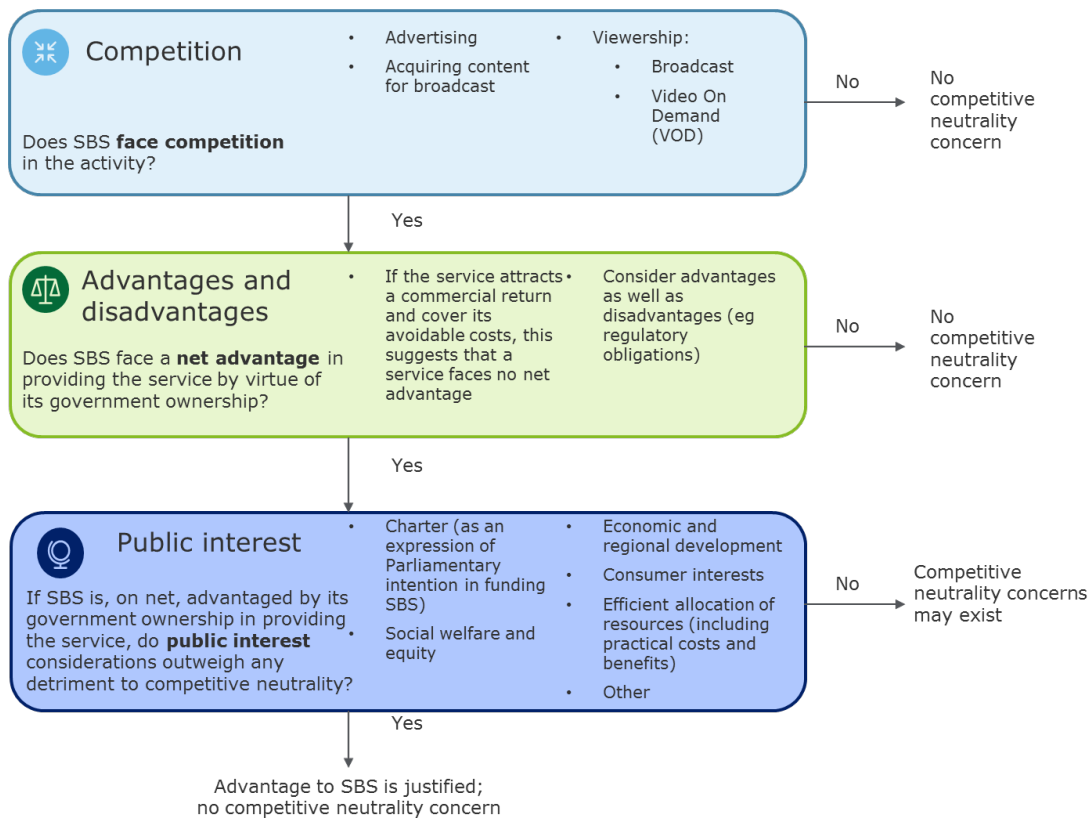 Competition
Does SBS face competition
in the activity?
• Advertising
• Acquiring content
for broadcast
• Viewership:
• Broadcast
• Video On
Demand
(VOD)
No
No
competitive
neutrality
concern
Yes
Advantages and
disadvantages
Does SBS face a net advantage in
providing the service by virtue of
its government ownership?
• If the service attracts
a commercial return
and cover its
avoidable costs, this
suggests that a
service faces no net
advantage
• Consider advantages
as well as
disadvantages (eg
regulatory
obligations)
No
No
competitive
neutrality
concern
Yes
Public interest
If SBS is, on net, advantaged by its
government ownership in providing
the service, do public interest
considerations outweigh any
detriment to competitive neutrality?
• Charter (as an
expression of
Parliamentary
intention in funding
SBS)
• Social welfare and
equity
• Economic and
regional development
• Consumer interests
• Efficient allocation of
resources (including
practical costs and
benefits)
• Other
No
Competitive
neutrality concerns
may exist
Yes
Advantage to SBS is justified;
no competitive neutrality concern